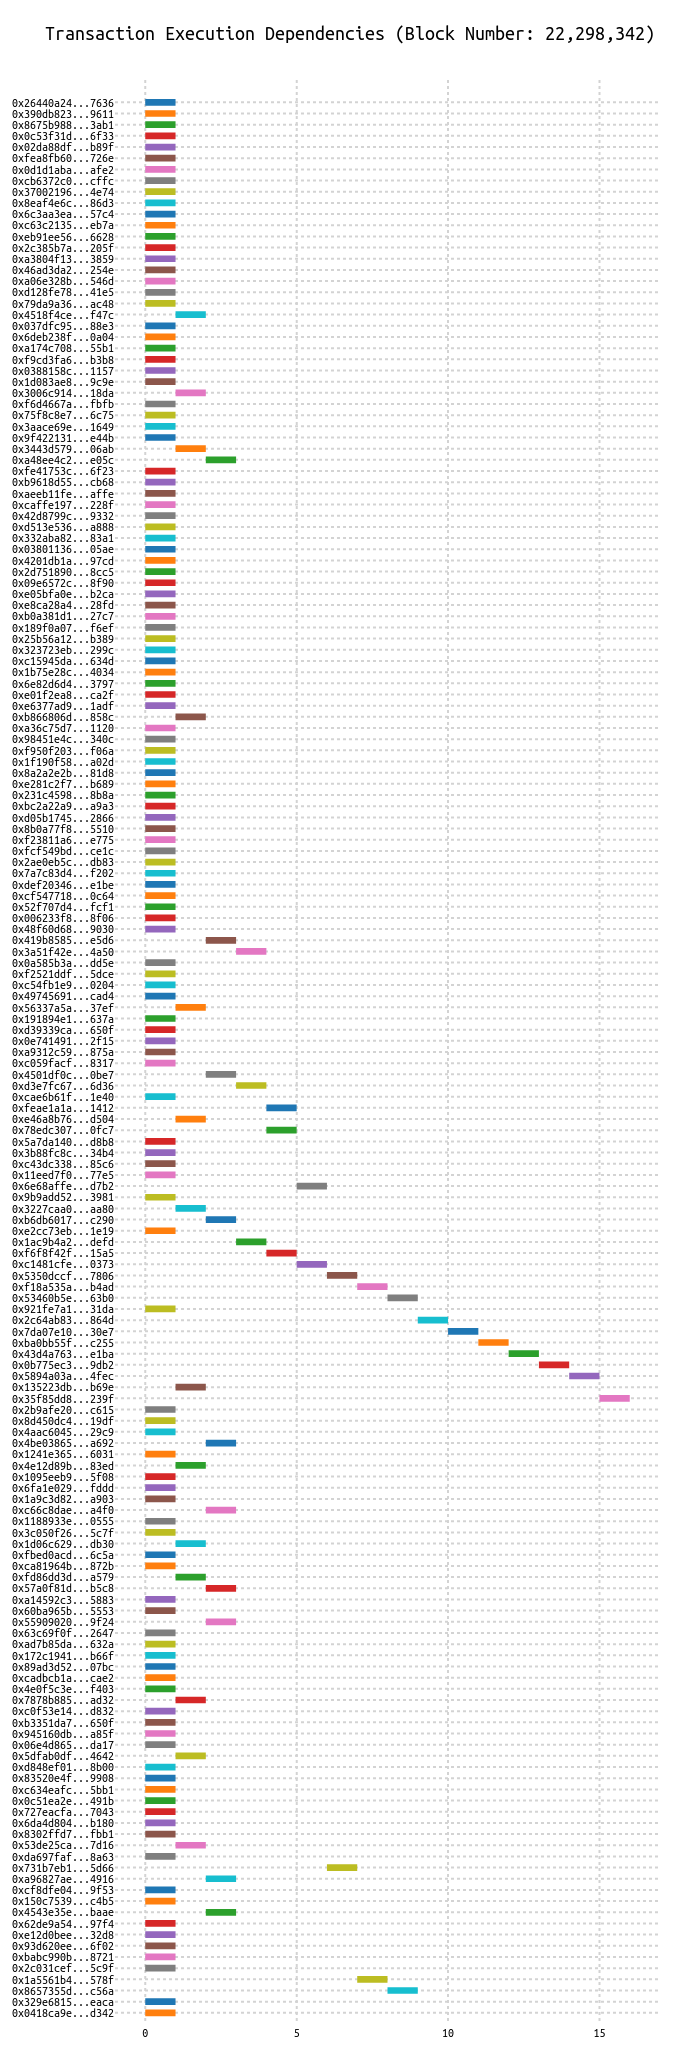 Transaction Execution Dependencies (Block Number: 22,298,342)
0x26440a24...7636
0x390db823...9611
0x8675b988...3ab1
0x0c53f31d...6f33
0x02da88df...b89f
0xfea8fb60...726e
0x0d1d1aba...afe2
0xcb6372c0...cffc
0x37002196...4e74
0x8eaf4e6c...86d3
0x6c3aa3ea...57c4
0xc63c2135...eb7a
0xeb91ee56...6628
0x2c385b7a...205f
0xa3804f13...3859
0x46ad3da2...254e
0xa06e328b...546d
0xd128fe78...41e5
0x79da9a36...ac48
0x4518f4ce...f47c
0x037dfc95...88e3
0x6deb238f...0a04
0xa174c708...55b1
0xf9cd3fa6...b3b8
0x0388158c...1157
0x1d083ae8...9c9e
0x3006c914...18da
0xf6d4667a...fbfb
0x75f8c8e7...6c75
0x3aace69e...1649
0x9f422131...e44b
0x3443d579...06ab
0xa48ee4c2...e05c
0xfe41753c...6f23
0xb9618d55...cb68
0xaeeb11fe...affe
0xcaffe197...228f
0x42d8799c...9332
0xd513e536...a888
0x332aba82...83a1
0x03801136...05ae
0x4201db1a...97cd
0x2d751890...8cc5
0x09e6572c...8f90
0xe05bfa0e...b2ca
0xe8ca28a4...28fd
0xb0a381d1...27c7
0x189f0a07...f6ef
0x25b56a12...b389
0x323723eb...299c
0xc15945da...634d
0x1b75e28c...4034
0x6e82d6d4...3797
0xe01f2ea8...ca2f
0xe6377ad9...1adf
0xb866806d...858c
0xa36c75d7...1120
0x98451e4c...340c
0xf950f203...f06a
0x1f190f58...a02d
0x8a2a2e2b...81d8
0xe281c2f7...b689
0x231c4598...8b8a
0xbc2a22a9...a9a3
0xd05b1745...2866
0x8b0a77f8...5510
0xf23811a6...e775
0xfcf549bd...ce1c
0x2ae0eb5c...db83
0x7a7c83d4...f202
0xdef20346...e1be
0xcf547718...0c64
0x52f707d4...fcf1
0x006233f8...8f06
0x48f60d68...9030
0x419b8585...e5d6
0x3a51f42e...4a50
0x0a585b3a...dd5e
0xf2521ddf...5dce
0xc54fb1e9...0204
0x49745691...cad4
0x56337a5a...37ef
0x191894e1...637a
0xd39339ca...650f
0x0e741491...2f15
0xa9312c59...875a
0xc059facf...8317
0x4501df0c...0be7
0xd3e7fc67...6d36
0xcae6b61f...1e40
0xfeae1a1a...1412
0xe46a8b76...d504
0x78edc307...0fc7
0x5a7da140...d8b8
0x3b88fc8c...34b4
0xc43dc338...85c6
0x11eed7f0...77e5
0x6e68affe...d7b2
0x9b9add52...3981
0x3227caa0...aa80
0xb6db6017...c290
0xe2cc73eb...1e19
0x1ac9b4a2...defd
0xf6f8f42f...15a5
0xc1481cfe...0373
0x5350dccf...7806
0xf18a535a...b4ad
0x53460b5e...63b0
0x921fe7a1...31da
0x2c64ab83...864d
0x7da07e10...30e7
0xba0bb55f...c255
0x43d4a763...e1ba
0x0b775ec3...9db2
0x5894a03a...4fec
0x135223db...b69e
0x35f85dd8...239f
0x2b9afe20...c615
0x8d450dc4...19df
0x4aac6045...29c9
0x4be03865...a692
0x1241e365...6031
0x4e12d89b...83ed
0x1095eeb9...5f08
0x6fa1e029...fddd
0x1a9c3d82...a903
0xc66c8dae...a4f0
0x1188933e...0555
0x3c050f26...5c7f
0x1d06c629...db30
0xfbed0acd...6c5a
0xca81964b...872b
0xfd86dd3d...a579
0x57a0f81d...b5c8
0xa14592c3...5883
0x60ba965b...5553
0x55909020...9f24
0x63c69f0f...2647
0xad7b85da...632a
0x172c1941...b66f
0x89ad3d52...07bc
0xcadbcb1a...cae2
0x4e0f5c3e...f403
0x7878b885...ad32
0xc0f53e14...d832
0xb3351da7...650f
0x945160db...a85f
0x06e4d865...da17
0x5dfab0df...4642
0xd848ef01...8b00
0x83520e4f...9908
0xc634eafc...5bb1
0x0c51ea2e...491b
0x727eacfa...7043
0x6da4d804...b180
0x8302ffd7...fbb1
0x53de25ca...7d16
0xda697faf...8a63
0x731b7eb1...5d66
0xa96827ae...4916
0xcf8dfe04...9f53
0x150c7539...c4b5
0x4543e35e...baae
0x62de9a54...97f4
0xe12d0bee...32d8
0x93d620ee...6f02
0xbabc990b...8721
0x2c031cef...5c9f
0x1a5561b4...578f
0x8657355d...c56a
0x329e6815...eaca
0x0418ca9e...d342
0 5 10 15